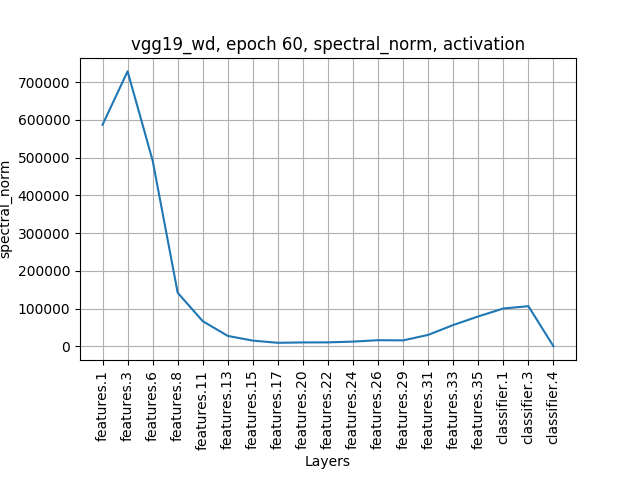 vgg19_wd, epoch 60, spectral_norm, activation
700000
600000
500000
400000
300000
200000
100000
0
spectral_norm
features.1
features.3
features.6
features.8
features.11
features.13
features.15
features.17
features.20
features.22
features.24
features.26
features.29
features.31
features.33
features.35
classifier.1
classifier.3
classifier.4
Layers